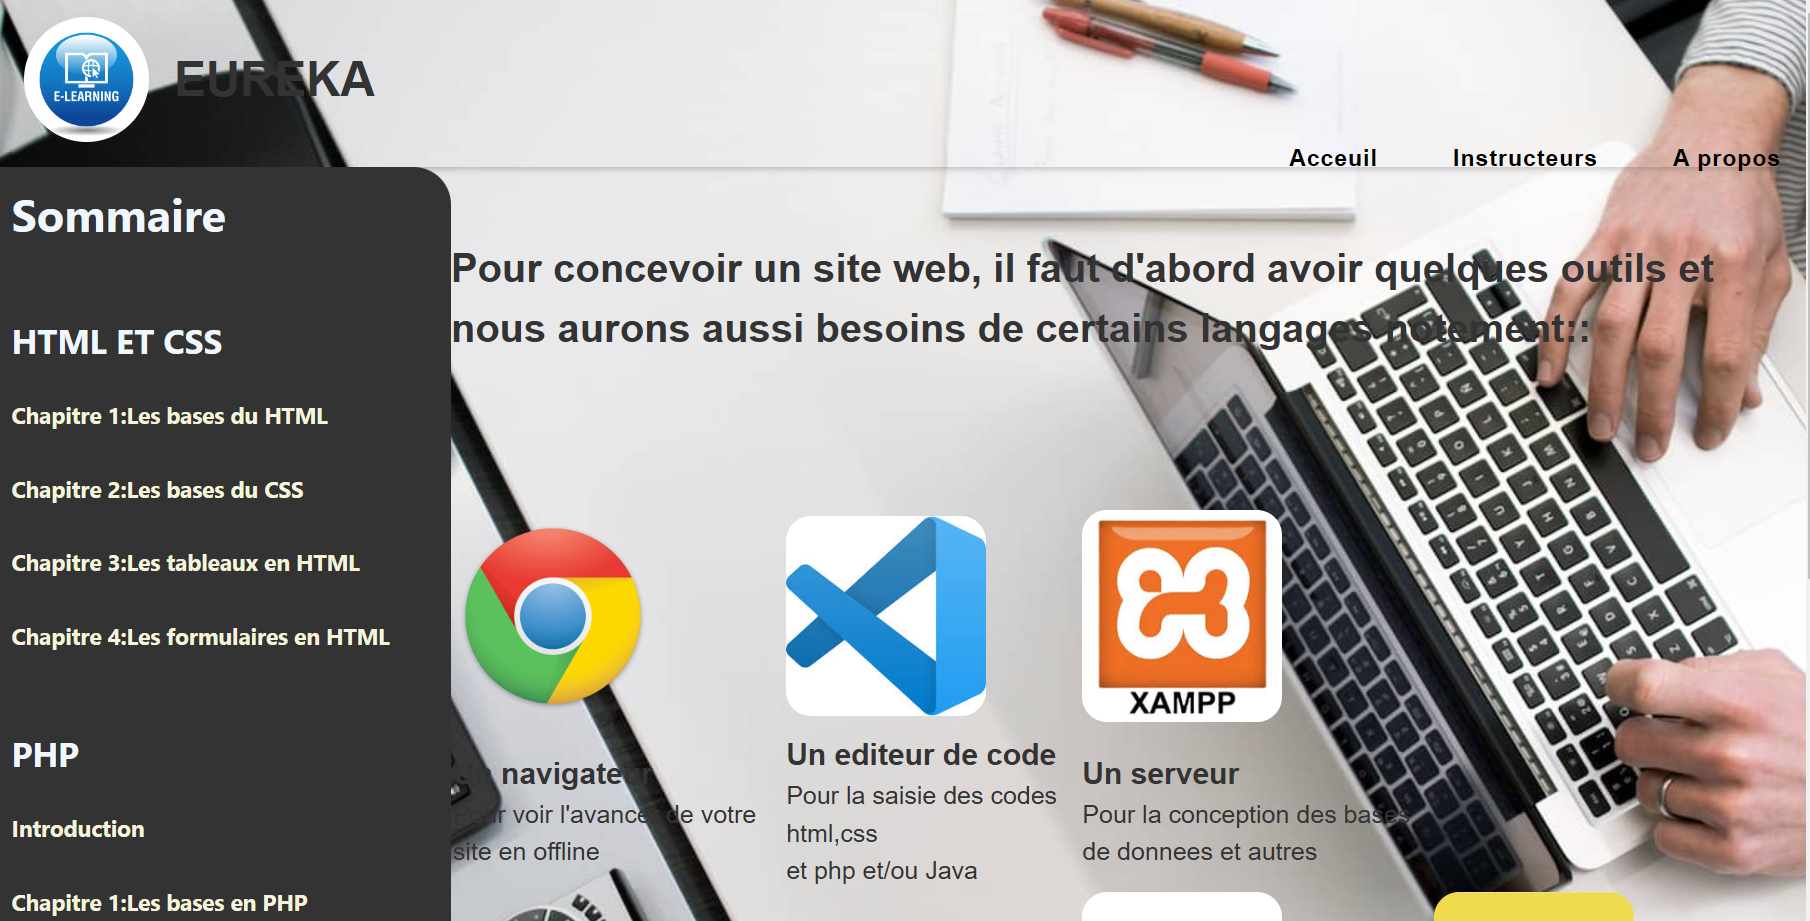 E-LEARNING
EUREKA
Acceuil
Instructeurs
A propos
Sommaire
HTML ET CSS
Chapitre 1:Les bases du HTML
Chapitre 2:Les bases du CSS
Chapitre 3:Les tableaux en HTML
Chapitre 4:Les formulaires en HTML
PHP
Introduction
Chapitre 1:Les bases en PHP
Pour concevoir un site web, il faut d'abord avoir quelques outils et
nous aurons aussi besoins de certains langages notement::
Un navigateur
Pour voir l'avancer de votre
site en offline
Un editeur de code
Pour la saisie des codes
html,css
et php et/ou Java
XAMPP
Un serveur
Pour la conception des bases
de donnees et autres